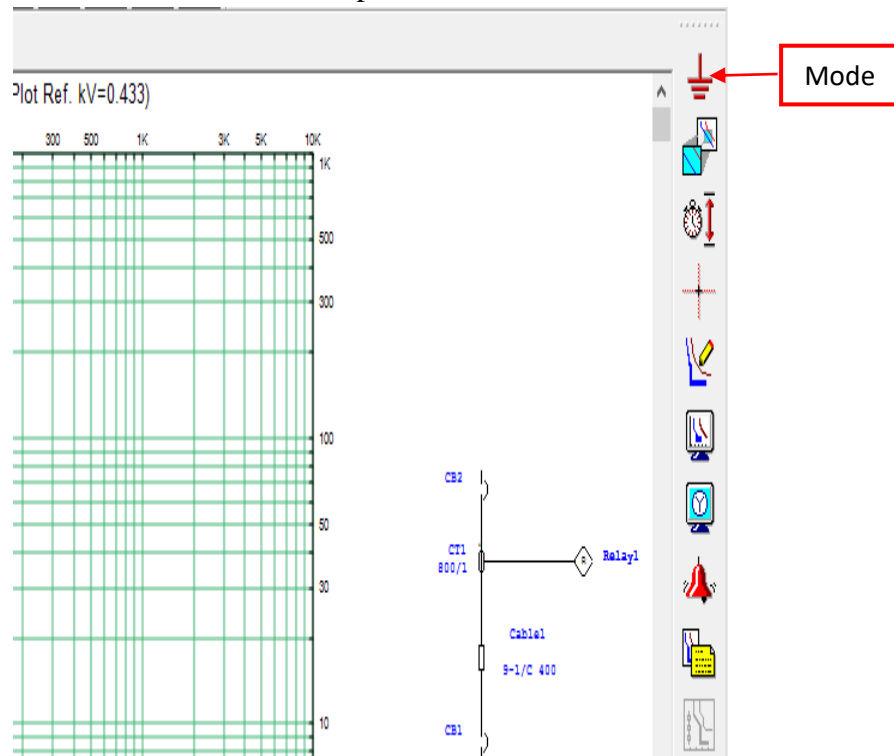 Mode
Plot Ref. kV=0.433)
300 500 1K 3K 5K 10K
1K
500
300
100
CB2
50
CT1
800/1
R
Relay1
30
Cable1
9-1/C 400
10
CB1